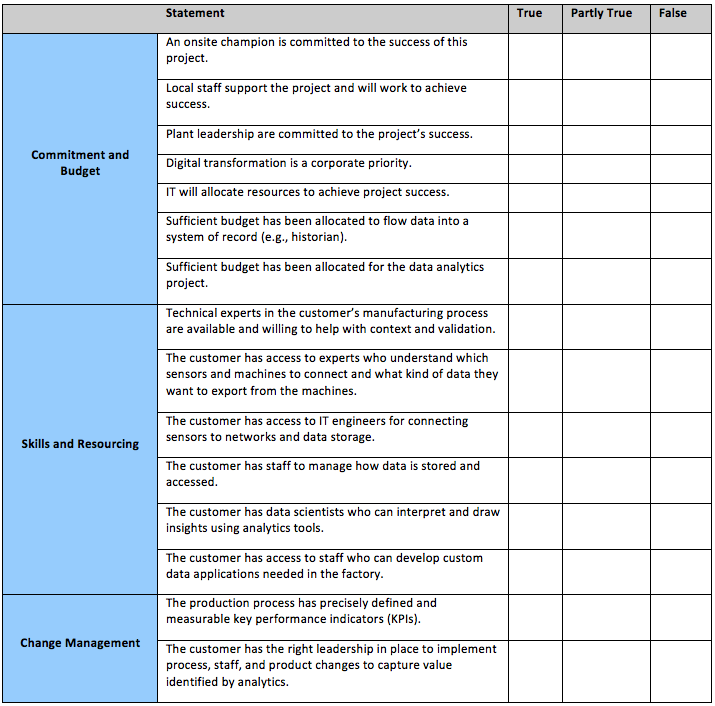 Statement True Partly True False
Commitment and
Budget
An onsite champion is committed to the success of this
project.
Local staff support the project and will work to achieve
success.
Plant leadership are committed to the project’s success.
Digital transformation is a corporate priority.
IT will allocate resources to achieve project success.
Sufficient budget has been allocated to flow data into a
system of record (e.g., historian).
Sufficient budget has been allocated for the data analytics
project.
Skills and Resourcing
Technical experts in the customer’s manufacturing process
are available and willing to help with context and validation.
The customer has access to experts who understand which
sensors and machines to connect and what kind of data they
want to export from the machines.
The customer has access to IT engineers for connecting
sensors to networks and data storage.
The customer has staff to manage how data is stored and
accessed.
The customer has data scientists who can interpret and draw
insights using analytics tools.
The customer has access to staff who can develop custom
data applications needed in the factory.
Change Management
The production process has precisely defined and
measurable key performance indicators (KPIs).
The customer has the right leadership in place to implement
process, staff, and product changes to capture value
identified by analytics.